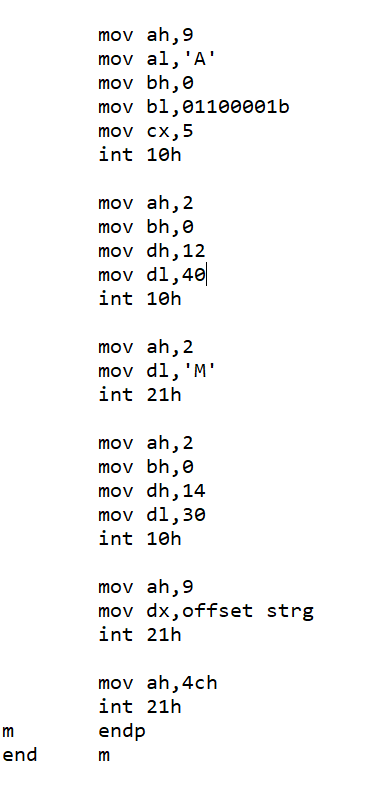 mov ah,9
mov al,'A'
mov bh,0
mov bl,01100001b
mov cx,5
int 10h
mov ah,2
mov bh,0
mov dh,12
mov dl,40
int 10h
mov ah,2
mov dl,'M'
int 21h
mov ah,2
mov bh,0
mov dh,14
mov dl,30
int 10h
mov ah,9
mov dx,offset strg
int 21h
mov ah,4ch
int 21h
m endp
end m